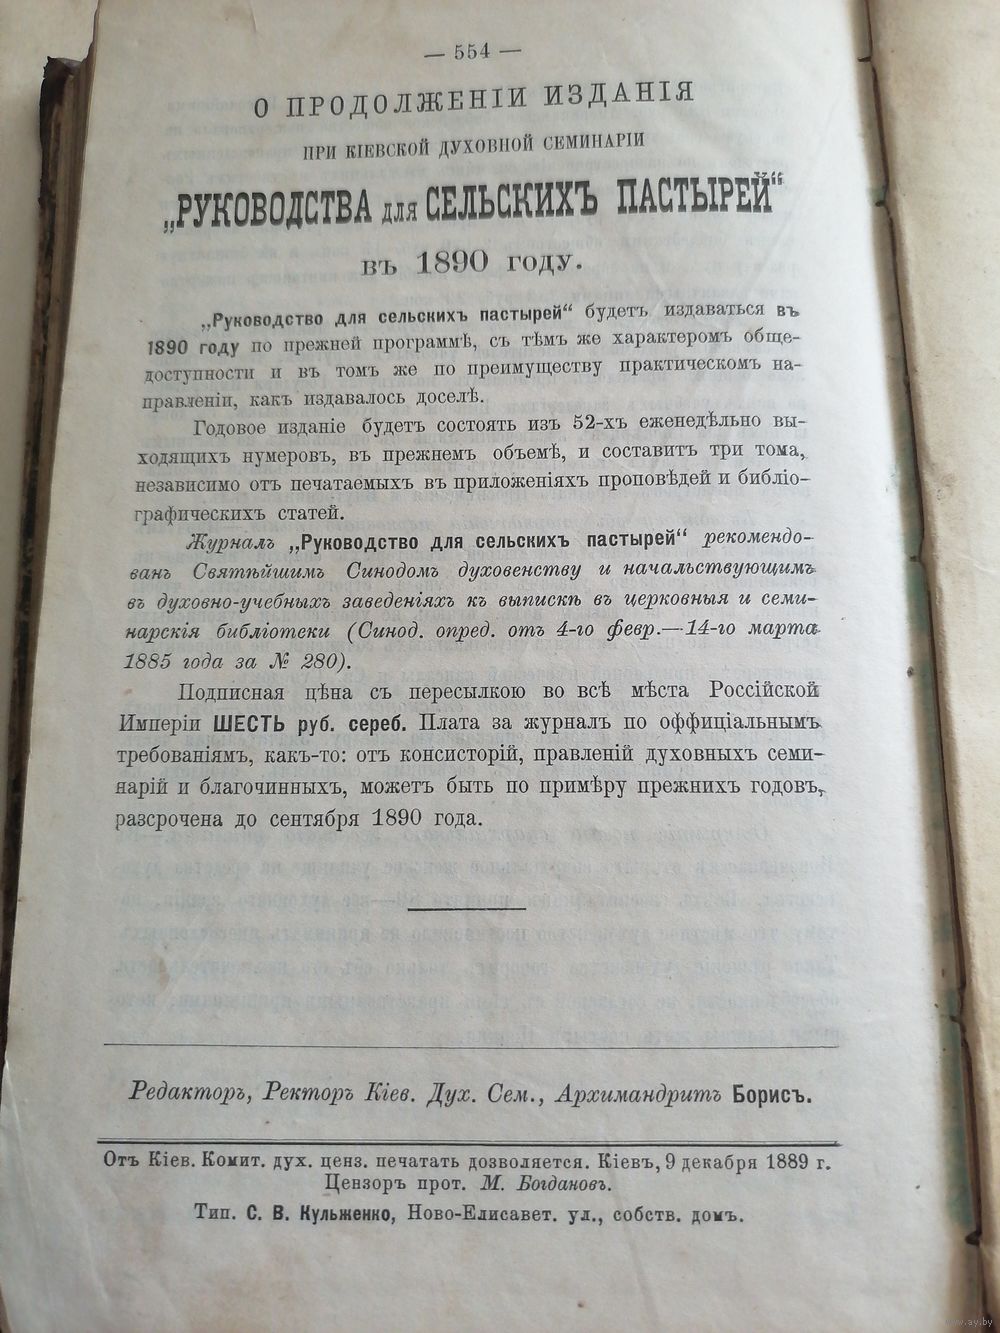 — 554 —
О ПРОДОЛЖЕНІИ ИЗДАНІЯ
ПРИ КІЕВСКОЙ ДУХОВНОЙ СЕМИНАРІИ
„РУКОВОДСТВА для СЕЛЬСКИХЪ ПАСТЫРЕЙ“
въ 1890 году.
„Руководство для сельскихъ пастырей“ будетъ издаваться въ
1890 году по прежней программѣ, съ тѣмъ же характеромъ обще-
доступности и въ томъ же по преимуществу практическомъ на-
правленіи, какъ издавалось доселѣ.
Годовое изданіе будетъ состоять изъ 52-хъ еженедѣльно вы-
ходящихъ нумеровъ, въ прежнемъ объемѣ, и составитъ три тома,
независимо отъ печатаемыхъ въ приложеніяхъ проповѣдей и библіо-
графическихъ статей.
Журналъ „Руководство для сельскихъ пастырей“ рекомендо-
ванъ Святѣйшимъ Синодомъ духовенству и начальствующимъ
въ духовно-учебныхъ заведеніяхъ къ выпискѣ въ церковныя и семи-
нарскія библіотеки (Синод. опред. отъ 4-го февр.—14-го марта
1885 года за № 280).
Подписная цѣна съ пересылкою во всѣ мѣста Россійской
Имперіи ШЕСТЬ руб. сереб. Плата за журналъ по оффиціальнымъ
требованіямъ, какъ-то: отъ консисторій, правленій духовныхъ семи-
нарій и благочинныхъ, можетъ быть по примѣру прежнихъ годовъ,
разсрочена до сентября 1890 года.
Редакторъ, Ректоръ Кіев. Дух. Сем., Архимандритъ Борисъ.
Отъ Кіев. Комит. дух. ценз. печатать дозволяется. Кіевъ, 9 декабря 1889 г.
Цензоръ прот. М. Богдановъ.
Тип. С. В. Кульженко, Ново-Елисавет. ул., собств. домъ.
www.ay.by